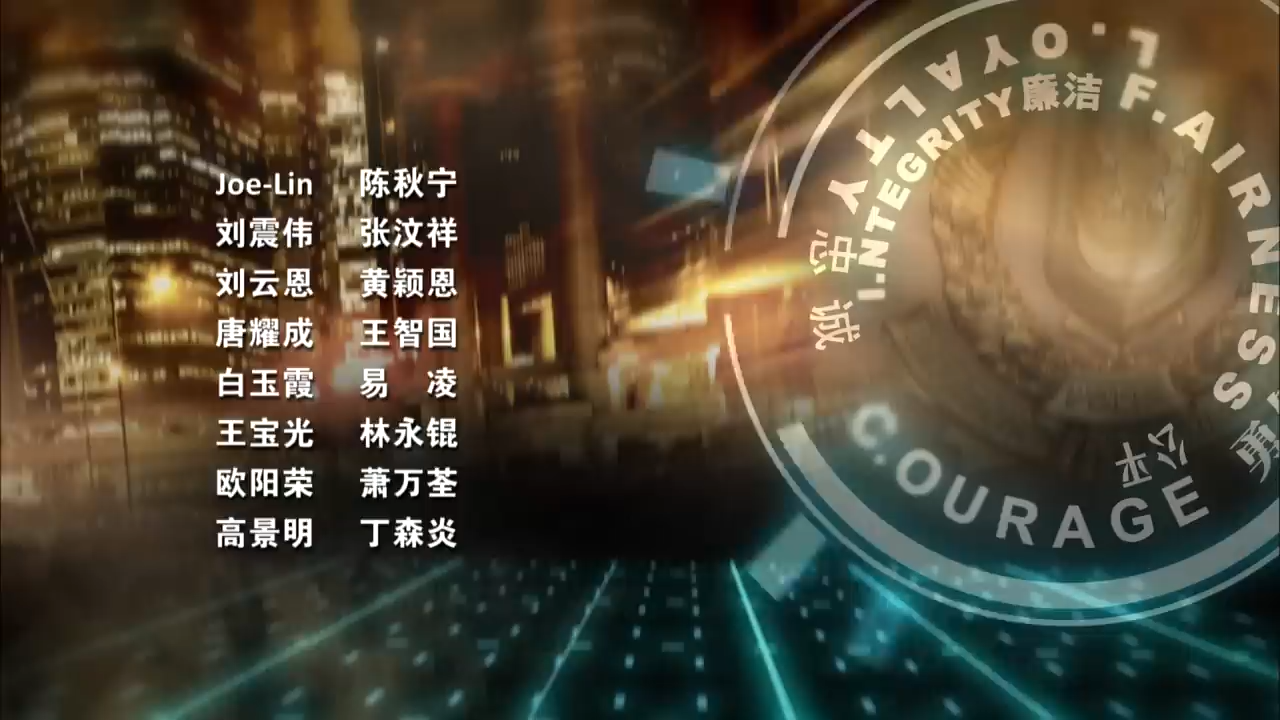 Joe-Lin 陈秋宁
刘震伟 张汶祥
刘云恩 黄颖恩
唐耀成 王智国
白玉霞 易 凌
王宝光 林永锟
欧阳荣 萧万荃
高景明 丁森炎
L.OYALTY 忠诚
I.NTEGRITY廉洁
F.AIRNESS 公平
C.OURAGE 勇